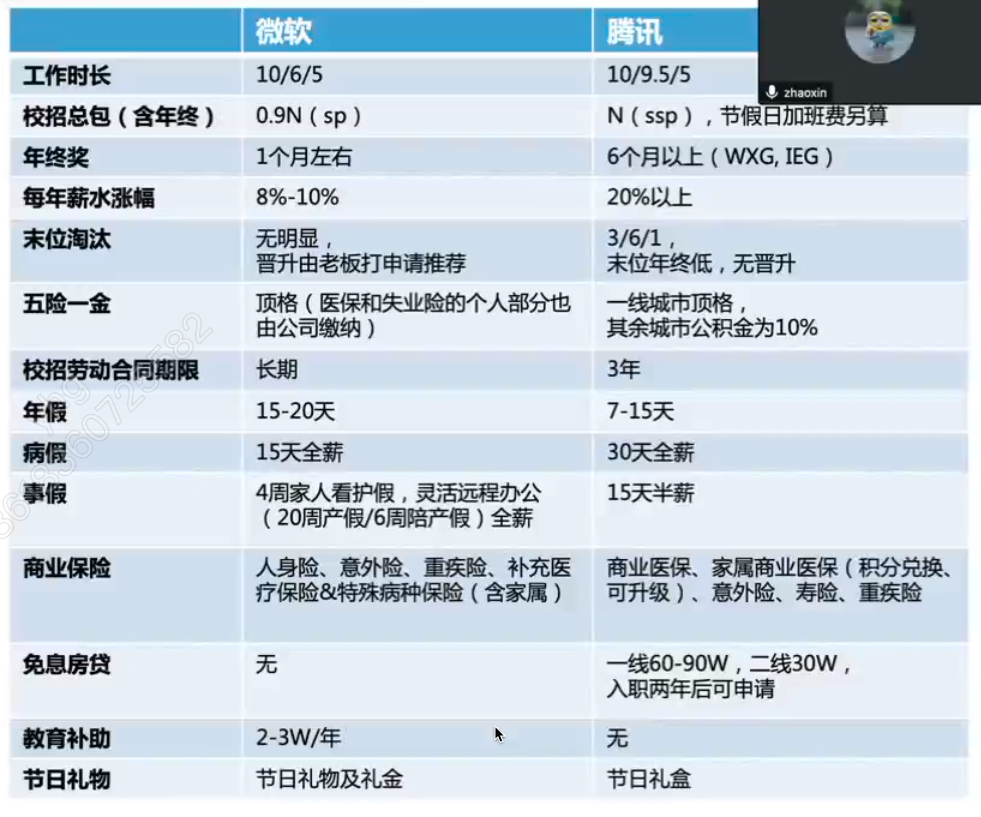 微软 腾讯
zhaoxin
工作时长 10/6/5 10/9.5/5
校招总包（含年终） 0.9N（sp） N（ssp），节假日加班费另算
年终奖 1个月左右 6个月以上（WXG, IEG）
每年薪水涨幅 8%-10% 20%以上
末位淘汰 无明显， 3/6/1，
晋升由老板打申请推荐 末位年终低，无晋升
五险一金 顶格（医保和失业险的个人部分也 一线城市顶格，
由公司缴纳） 其余城市公积金为10%
校招劳动合同期限 长期 3年
年假 15-20天 7-15天
病假 15天全薪 30天全薪
事假 4周家人看护假，灵活远程办公 15天半薪
（20周产假/6周陪产假）全薪
商业保险 人身险、意外险、重疾险、补充医 商业医保、家属商业医保（积分兑换、
疗保险&特殊病种保险（含家属） 可升级）、意外险、寿险、重疾险
免息房贷 无 一线60-90W，二线30W，
入职两年后可申请
教育补助 2-3W/年 无
节日礼物 节日礼物及礼金 节日礼盒